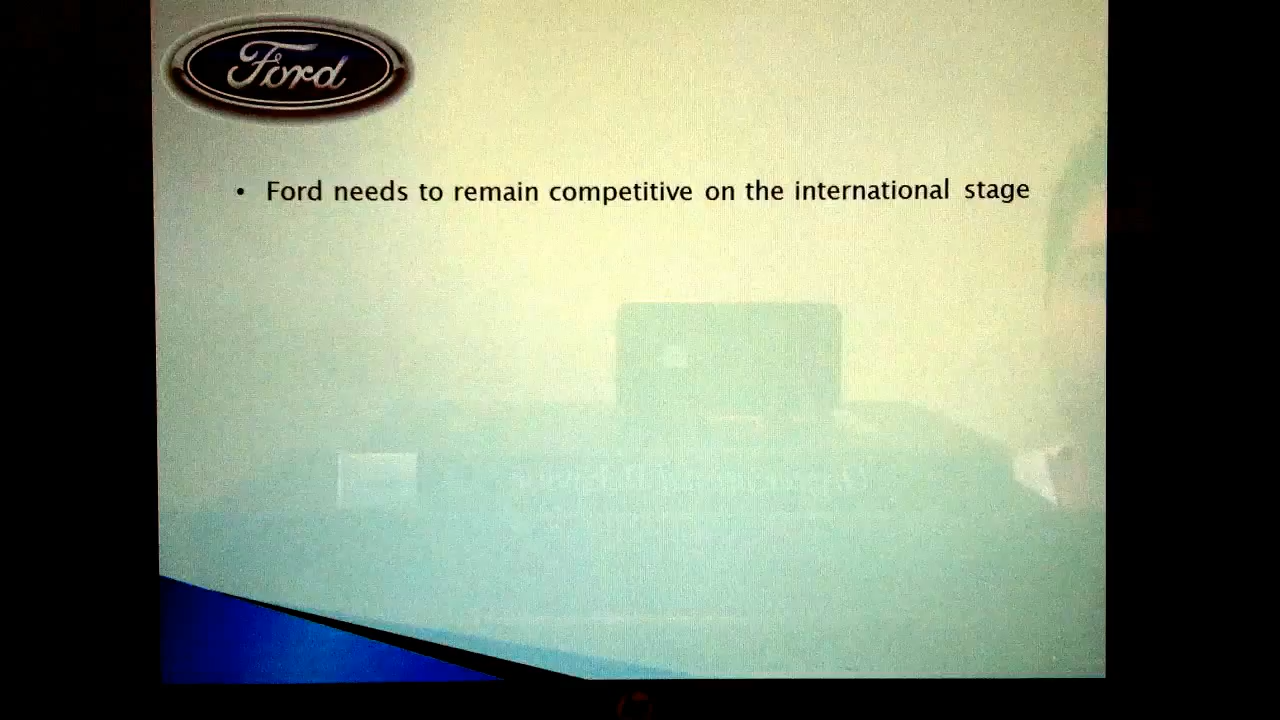 Ford
• Ford needs to remain competitive on the international stage